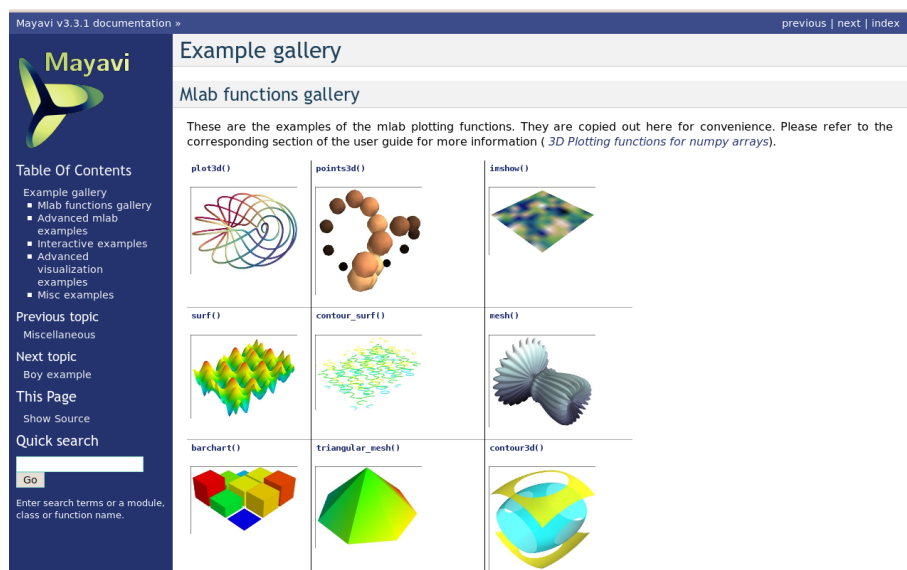 Mayavi v3.3.1 documentation »
previous | next | index
Mayavi
Table Of Contents
Example gallery
Mlab functions gallery
Advanced mlab
examples
Interactive examples
Advanced
visualization
examples
Misc examples
Previous topic
Miscellaneous
Next topic
Boy example
This Page
Show Source
Quick search
Go
Enter search terms or a module,
class or function name.
Example gallery
Mlab functions gallery
These are the examples of the mlab plotting functions. They are copied out here for convenience. Please refer to the
corresponding section of the user guide for more information ( 3D Plotting functions for numpy arrays).
plot3d()
points3d()
imshow()
surf()
contour_surf()
mesh()
barchart()
triangular_mesh()
contour3d()